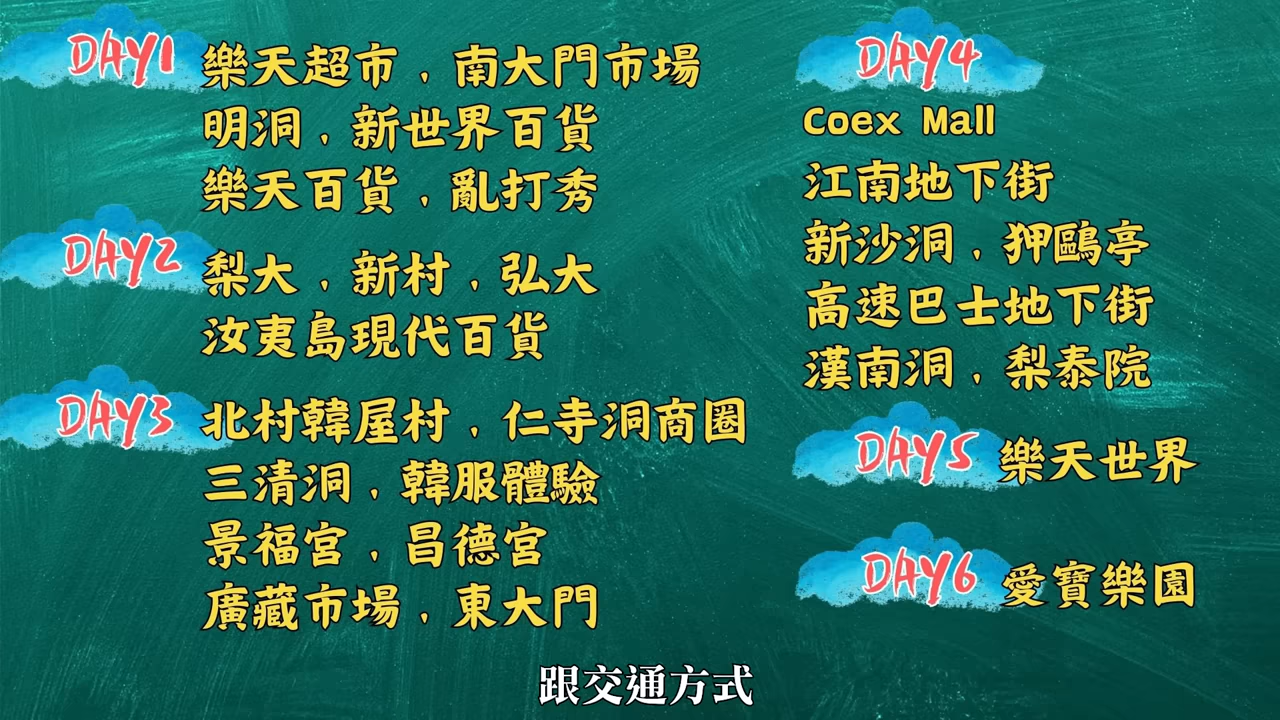 DAY1
樂天超市，南大門市場
明洞，新世界百貨
樂天百貨，亂打秀
DAY2
梨大，新村，弘大
汝夷島現代百貨
DAY3
北村韓屋村，仁寺洞商圈
三清洞，韓服體驗
景福宮，昌德宮
廣藏市場，東大門
DAY4
Coex Mall
江南地下街
新沙洞，狎鷗亭
高速巴士地下街
漢南洞，梨泰院
DAY5
樂天世界
DAY6
愛寶樂園
跟交通方式